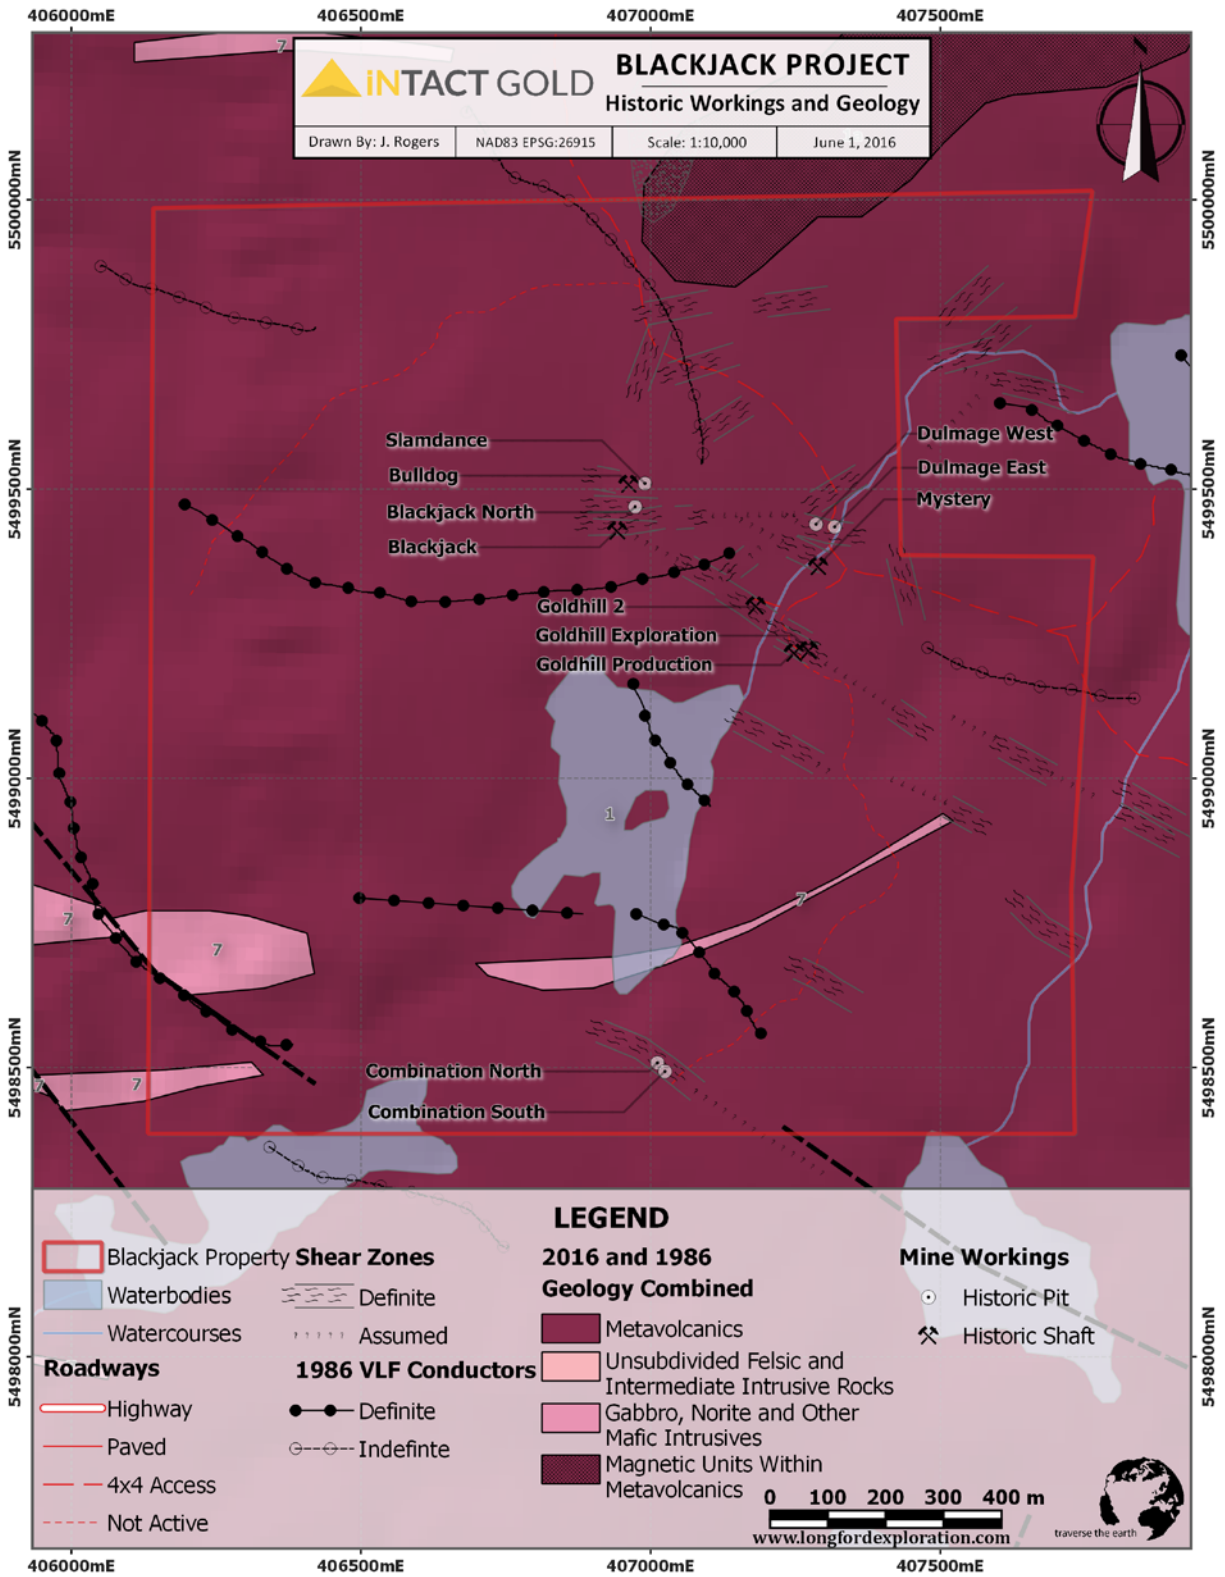 406000mE 406500mE 407000mE 407500mE
7
iNTACT GOLD
BLACKJACK PROJECT
Historic Workings and Geology
Drawn By: J. Rogers NAD83 EPSG:26915 Scale: 1:10,000 June 1, 2016
5500000mN 5500000mN
Slamdance
Bulldog
Blackjack North
Blackjack
Dulmage West
Dulmage East
Mystery
5499500mN 5499500mN
Goldhill 2
Goldhill Exploration
Goldhill Production
5499000mN 5499000mN
1
7
7
7
5498500mN 5498500mN
7
7
Combination North
Combination South
LEGEND
Blackjack Property
Waterbodies
Watercourses
Roadways
Highway
Paved
4x4 Access
Not Active
Shear Zones
Definite
Assumed
1986 VLF Conductors
Definite
Indefinte
2016 and 1986
Geology Combined
Metavolcanics
Unsubdivided Felsic and
Intermediate Intrusive Rocks
Gabbro, Norite and Other
Mafic Intrusives
Magnetic Units Within
Metavolcanics
Mine Workings
Historic Pit
Historic Shaft
5498000mN 5498000mN
0 100 200 300 400 m
www.longfordexploration.com
traverse the earth
406000mE 406500mE 407000mE 407500mE